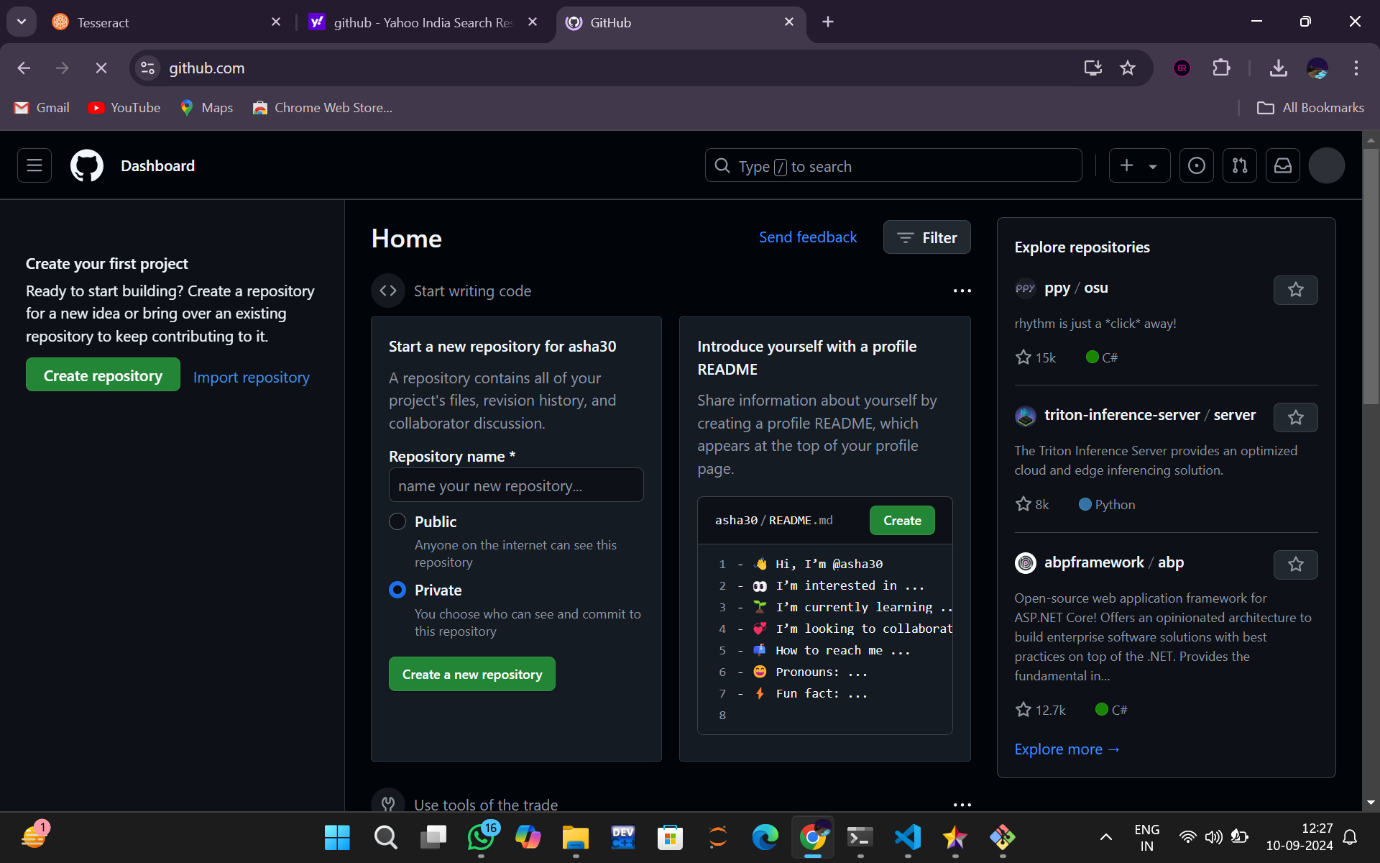 Tesseract
github - Yahoo India Search Res
GitHub
github.com
Gmail
YouTube
Maps
Chrome Web Store...
All Bookmarks
Dashboard
Type / to search
Create your first project
Ready to start building? Create a repository
for a new idea or bring over an existing
repository to keep contributing to it.
Create repository
Import repository
Home
Send feedback
Filter
Start writing code
Start a new repository for asha30
A repository contains all of your
project's files, revision history, and
collaborator discussion.
Repository name *
name your new repository...
Public
Anyone on the internet can see this
repository
Private
You choose who can see and commit to
this repository
Create a new repository
Introduce yourself with a profile
README
Share information about yourself by
creating a profile README, which
appears at the top of your profile
page.
asha30 / README.md
Create
1 - 👋 Hi, I’m @asha30
2 - 👀 I’m interested in ...
3 - 🌱 I’m currently learning ..
4 - 💞️ I’m looking to collaborat
5 - 📫 How to reach me ...
6 - 😄 Pronouns: ...
7 - ⚡ Fun fact: ...
8
Use tools of the trade
Explore repositories
ppy / osu
rhythm is just a *click* away!
15k C#
triton-inference-server / server
The Triton Inference Server provides an optimized
cloud and edge inferencing solution.
8k Python
abpframework / abp
Open-source web application framework for
ASP.NET Core! Offers an opinionated architecture to
build enterprise software solutions with best
practices on top of the .NET. Provides the
fundamental in...
12.7k C#
Explore more →
1
16
DEV
C++
ENG
IN
12:27
10-09-2024